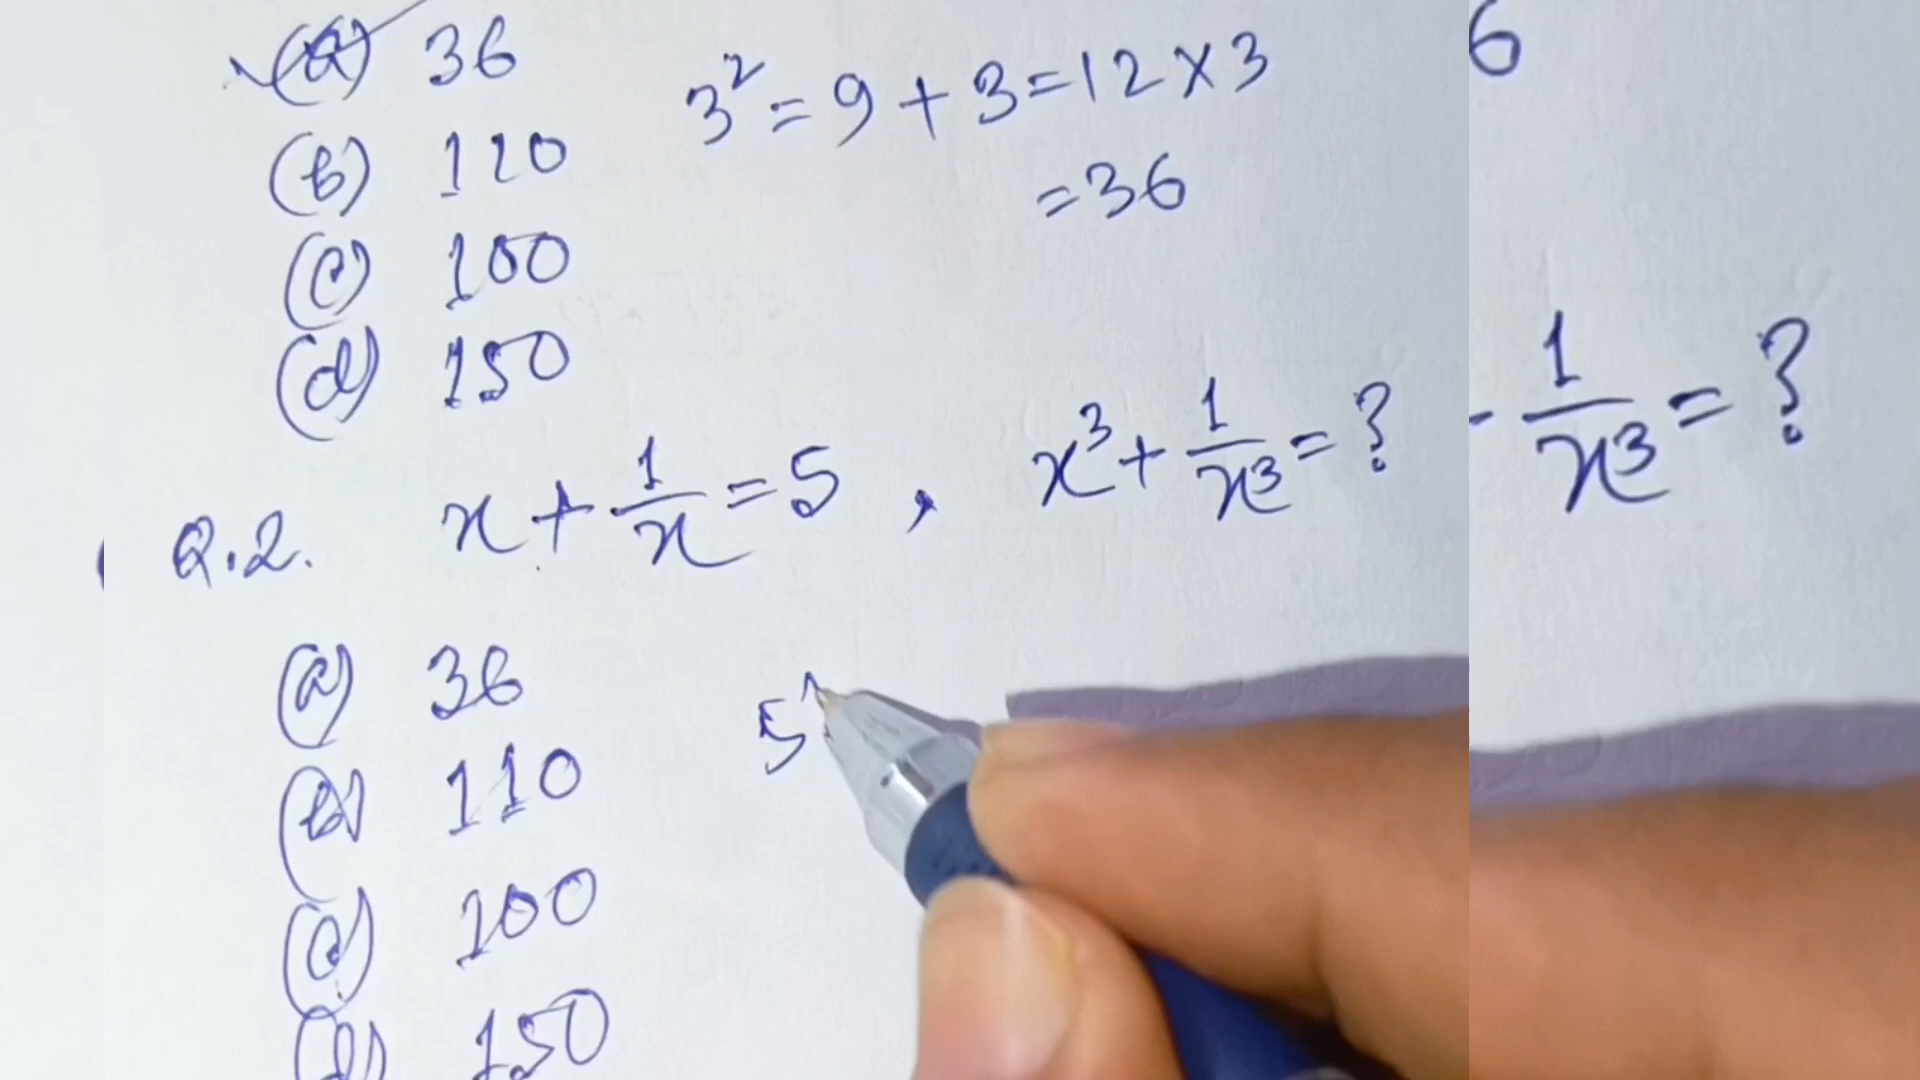 (a) 36
3² = 9 + 3 = 12 × 3
= 36
(b) 110
(c) 100
(d) 150
Q.2. x + 1/x = 5 , x³ + 1/x³ = ?
(a) 36
5
(b) 110
(c) 100
(d) 150
6
- 1/x³ = ?